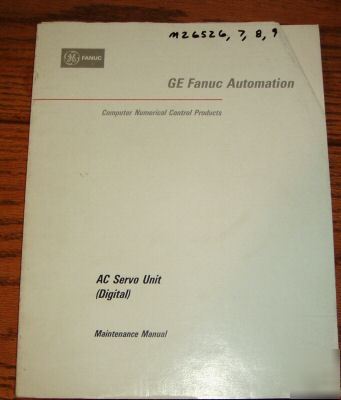 M26526, 7, 8, 9
GE FANUC
GE Fanuc Automation
Computer Numerical Control Products
AC Servo Unit
(Digital)
Maintenance Manual